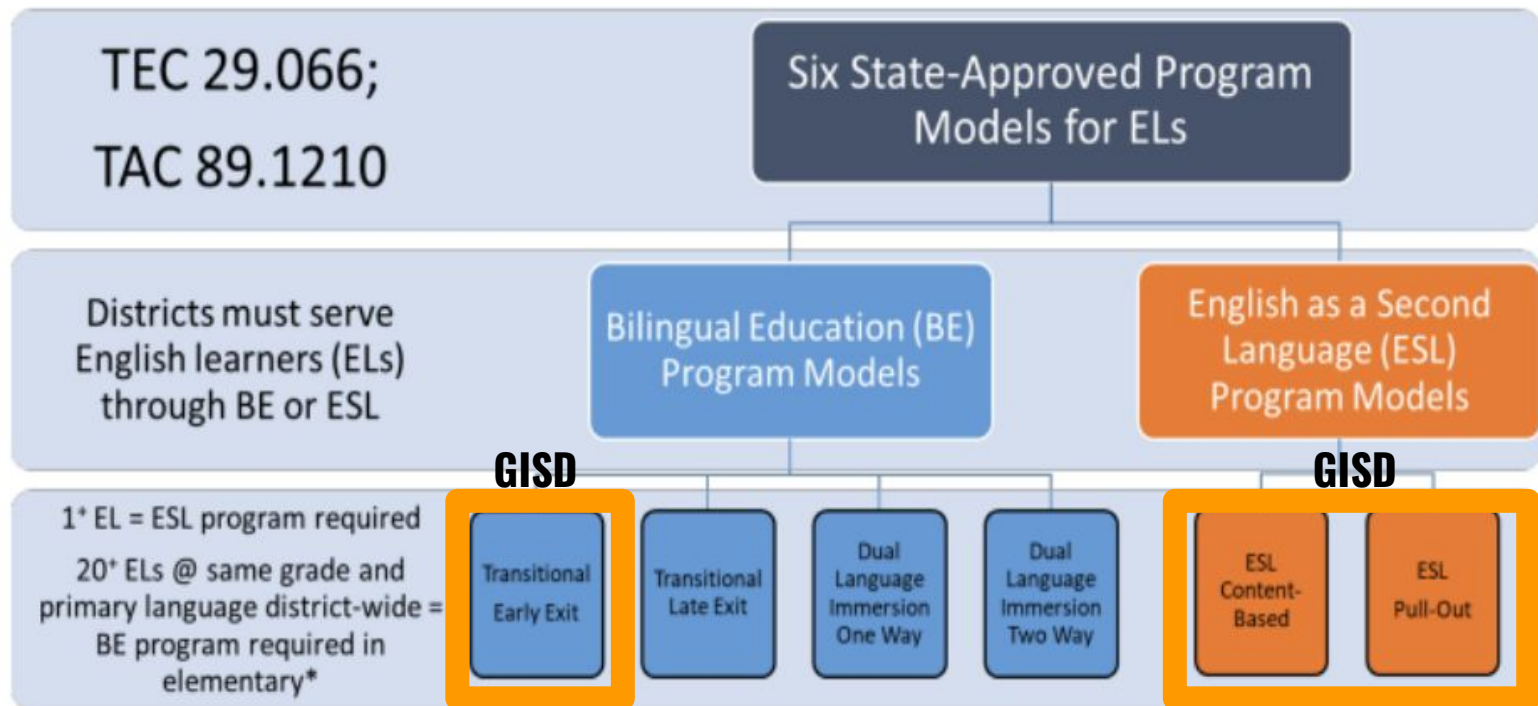 TEC 29.066;
TAC 89.1210
Six State-Approved Program
Models for ELs
Districts must serve
English learners (ELs)
through BE or ESL
Bilingual Education (BE)
Program Models
English as a Second
Language (ESL)
Program Models
GISD
GISD
1⁺ EL = ESL program required
20⁺ ELs @ same grade and
primary language district-wide =
BE program required in
elementary*
Transitional
Early Exit
Transitional
Late Exit
Dual
Language
Immersion
One Way
Dual
Language
Immersion
Two Way
ESL
Content-
Based
ESL
Pull-Out